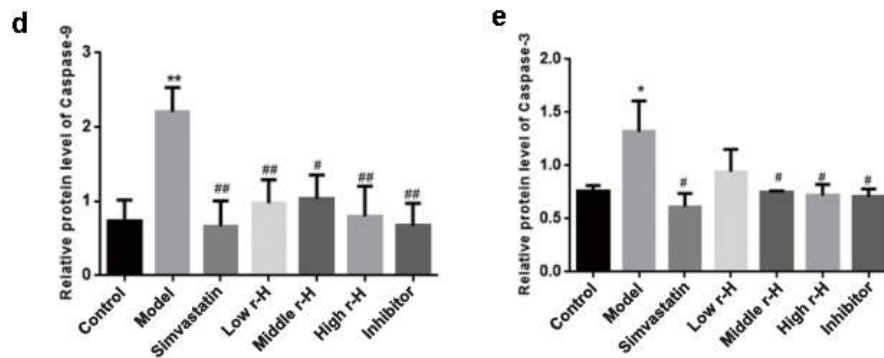 d
Relative protein level of Caspase-9
3
2
1
0
**
##
##
#
##
##
Control
Model
Simvastatin
Low r-H
Middle r-H
High r-H
Inhibitor
e
Relative protein level of Caspase-3
2.0
1.5
1.0
0.5
0.0
*
#
#
#
#
Control
Model
Simvastatin
Low r-H
Middle r-H
High r-H
Inhibitor